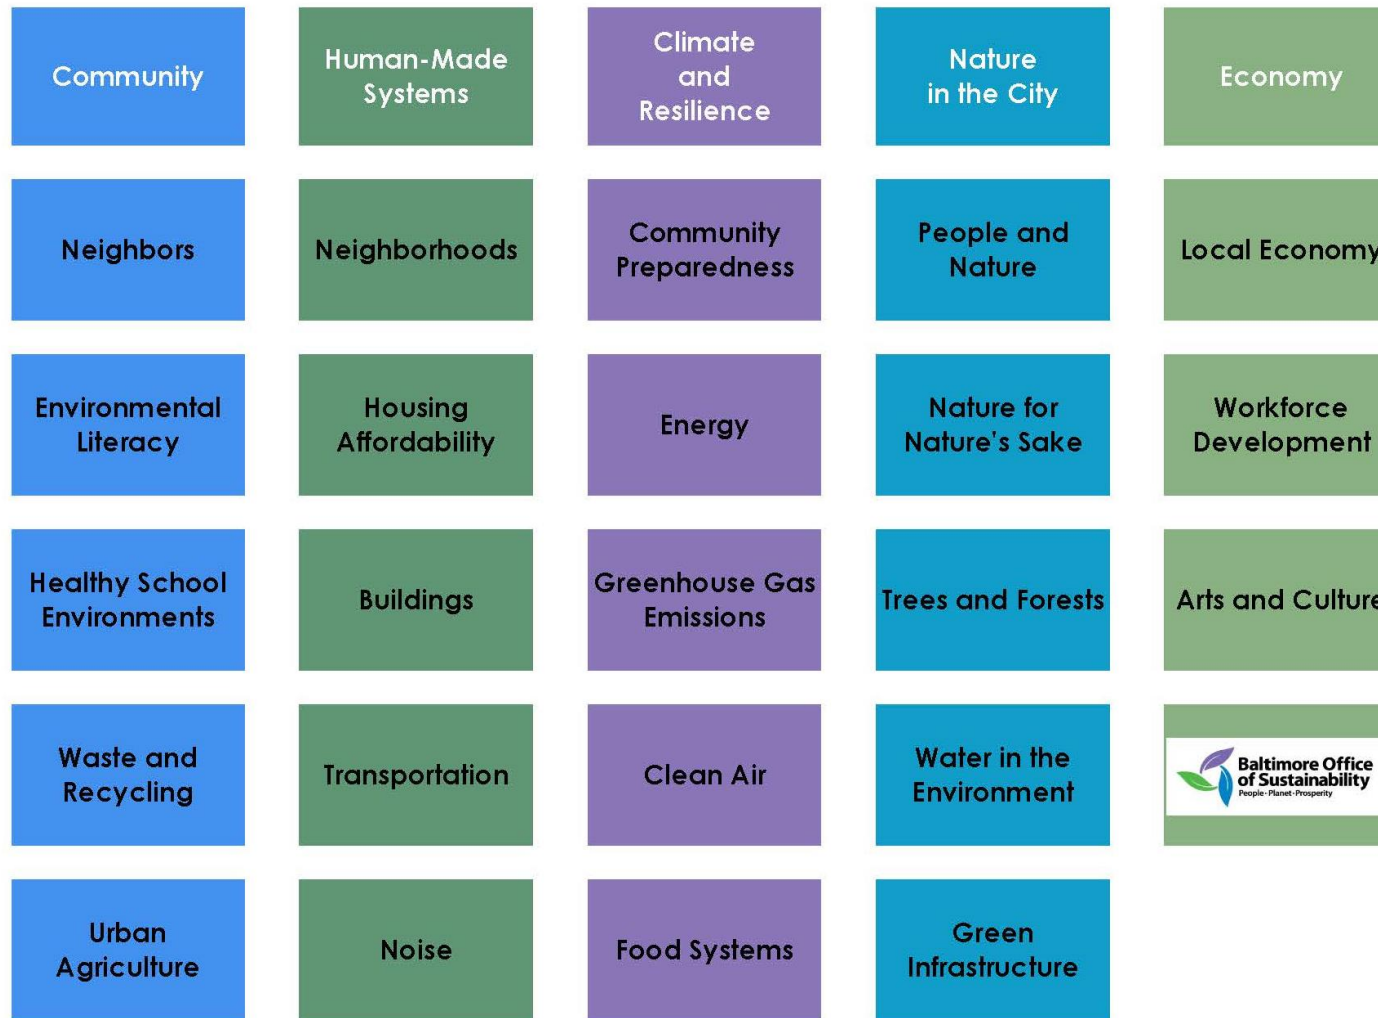 Community
Human-Made
Systems
Climate
and
Resilience
Nature
in the City
Economy
Neighbors
Neighborhoods
Community
Preparedness
People and
Nature
Local Economy
Environmental
Literacy
Housing
Affordability
Energy
Nature for
Nature's Sake
Workforce
Development
Healthy School
Environments
Buildings
Greenhouse Gas
Emissions
Trees and Forests
Arts and Culture
Waste and
Recycling
Transportation
Clean Air
Water in the
Environment
Baltimore Office
of Sustainability
People·Planet·Prosperity
Urban
Agriculture
Noise
Food Systems
Green
Infrastructure